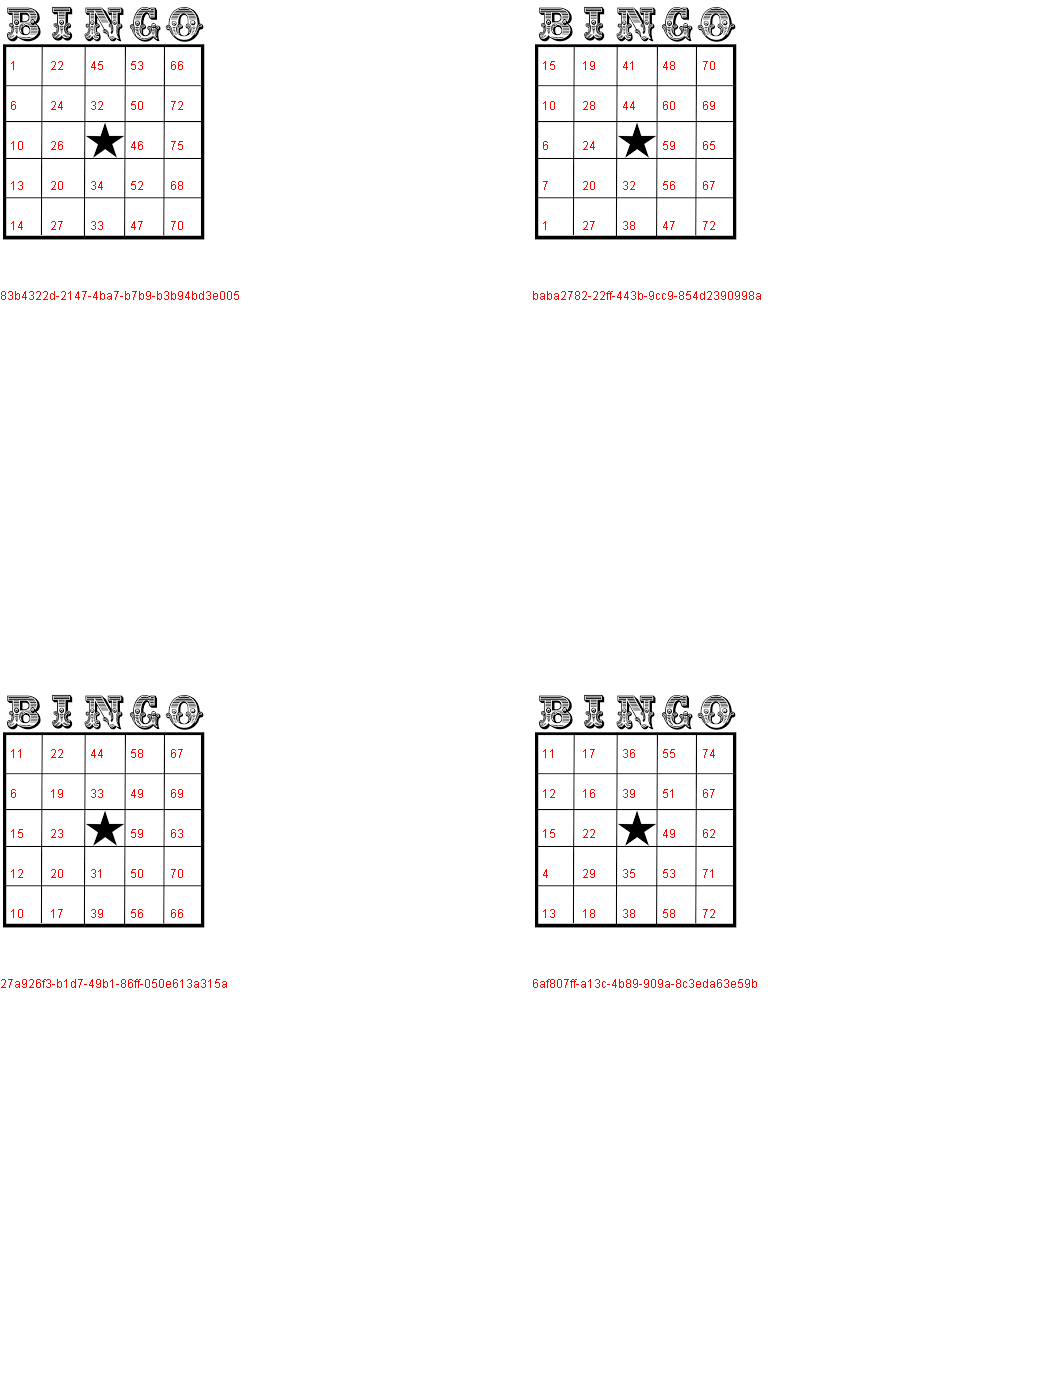 BINGO
1 22 45 53 66
6 24 32 50 72
10 26 46 75
13 20 34 52 68
14 27 33 47 70
83b4322d-2147-4ba7-b7b9-b3b94bd3e005
BINGO
15 19 41 48 70
10 28 44 60 69
6 24 59 65
7 20 32 56 67
1 27 38 47 72
baba2782-22ff-443b-9cc9-854d2390998a
BINGO
11 22 44 58 67
6 19 33 49 69
15 23 59 63
12 20 31 50 70
10 17 39 56 66
27a926f3-b1d7-49b1-86ff-050e613a315a
BINGO
11 17 36 55 74
12 16 39 51 67
15 22 49 62
4 29 35 53 71
13 18 38 58 72
6af807ff-a13c-4b89-909a-8c3eda63e59b